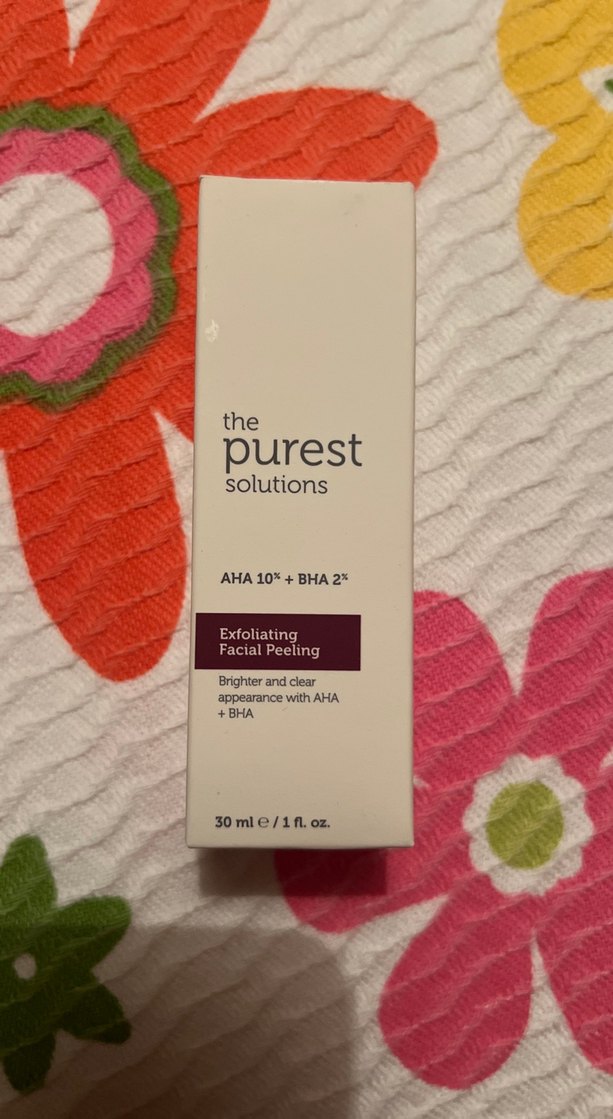 the
purest
solutions
AHA 10% + BHA 2%
Exfoliating
Facial Peeling
Brighter and clear
appearance with AHA
+ BHA
30 ml ℮ / 1 fl. oz.